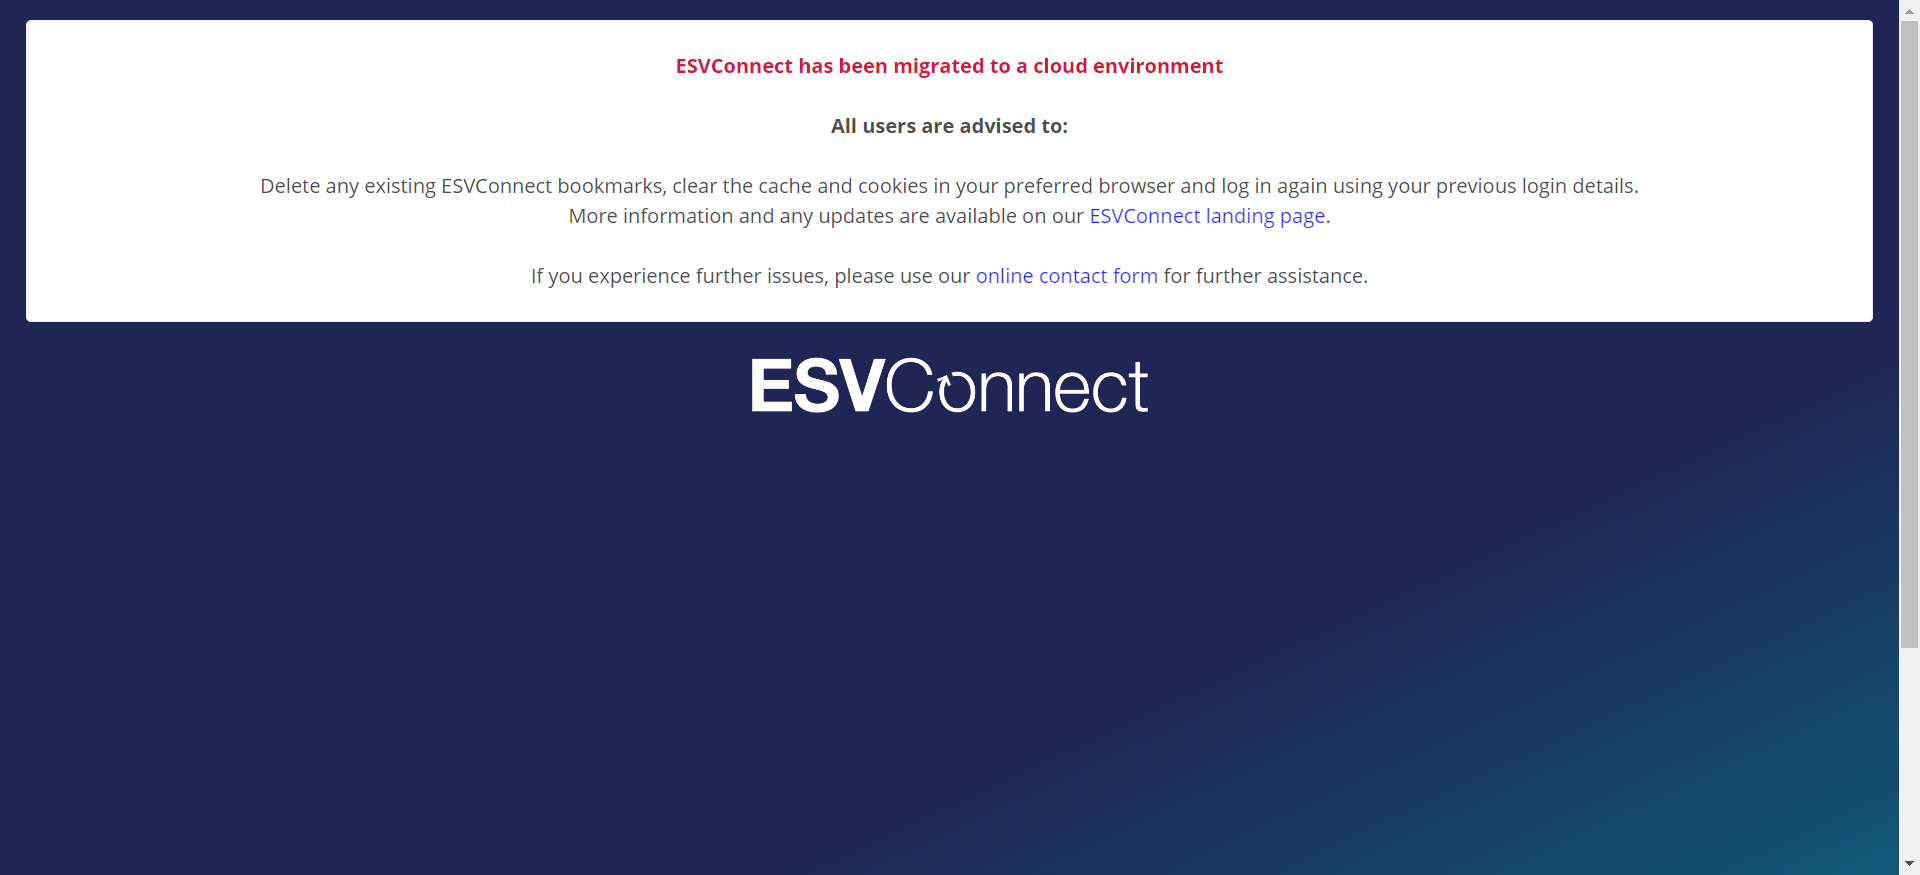 ESVConnect has been migrated to a cloud environment
All users are advised to:
Delete any existing ESVConnect bookmarks, clear the cache and cookies in your preferred browser and log in again using your previous login details.
More information and any updates are available on our ESVConnect landing page.
If you experience further issues, please use our online contact form for further assistance.
ESVConnect